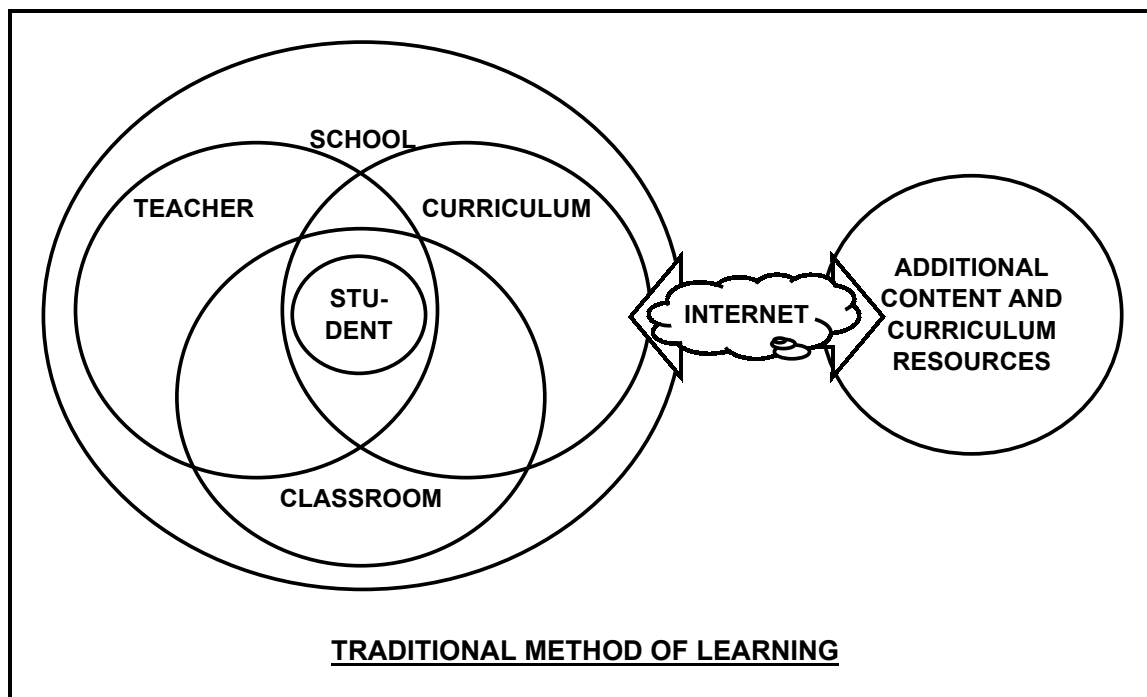 SCHOOL
TEACHER
CURRICULUM
STU-
DENT
CLASSROOM
INTERNET
ADDITIONAL
CONTENT AND
CURRICULUM
RESOURCES
TRADITIONAL METHOD OF LEARNING